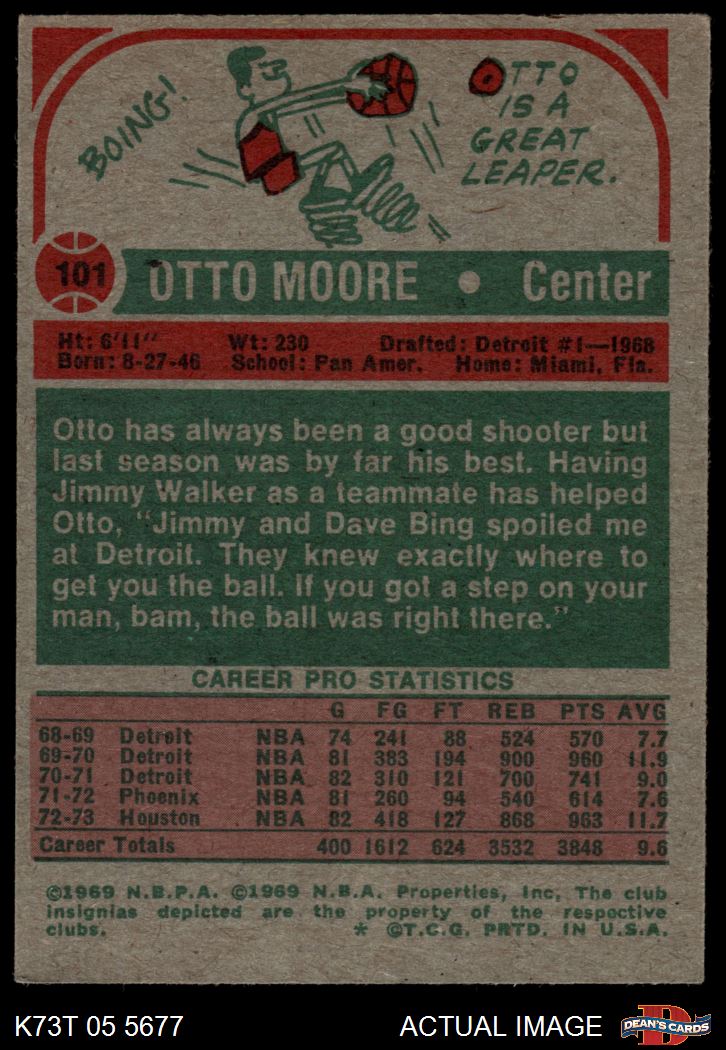 BOING!
OTTO
IS A
GREAT
LEAPER.
101 OTTO MOORE • Center
Ht: 6'11" Wt: 230 Drafted: Detroit #1—1968
Born: 8-27-46 School: Pan Amer. Home: Miami, Fla.
Otto has always been a good shooter but
last season was by far his best. Having
Jimmy Walker as a teammate has helped
Otto, "Jimmy and Dave Bing spoiled me
at Detroit. They knew exactly where to
get you the ball. If you got a step on your
man, bam, the ball was right there."
CAREER PRO STATISTICS
G FG FT REB PTS AVG
68-69 Detroit NBA 74 241 88 524 570 7.7
69-70 Detroit NBA 81 383 194 900 960 11.9
70-71 Detroit NBA 82 310 121 700 741 9.0
71-72 Phoenix NBA 81 260 94 540 614 7.6
72-73 Houston NBA 82 418 127 868 963 11.7
Career Totals 400 1612 624 3532 3848 9.6
©1969 N.B.P.A. ©1969 N.B.A. Properties, Inc, The club
insignias depicted are the property of the respective
clubs. * ©T.C.G. PRTD. IN U.S.A.
K73T 05 5677 ACTUAL IMAGE
D
DEAN'S CARDS